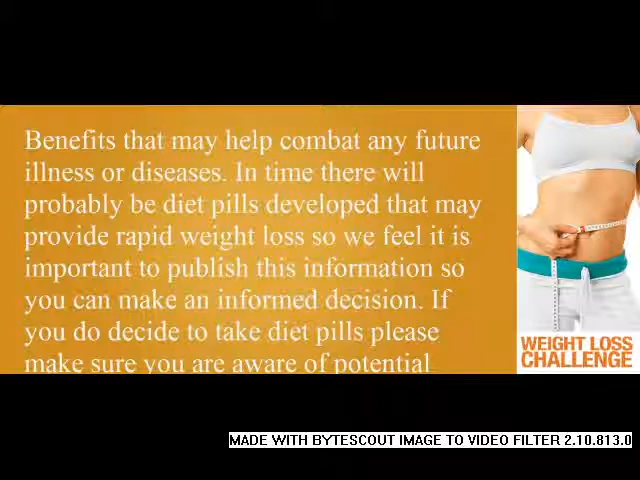 Benefits that may help combat any future
illness or diseases. In time there will
probably be diet pills developed that may
provide rapid weight loss so we feel it is
important to publish this information so
you can make an informed decision. If
you do decide to take diet pills please
make sure you are aware of potential
WEIGHT LOSS
CHALLENGE
MADE WITH BYTESCOUT IMAGE TO VIDEO FILTER 2.10.813.0